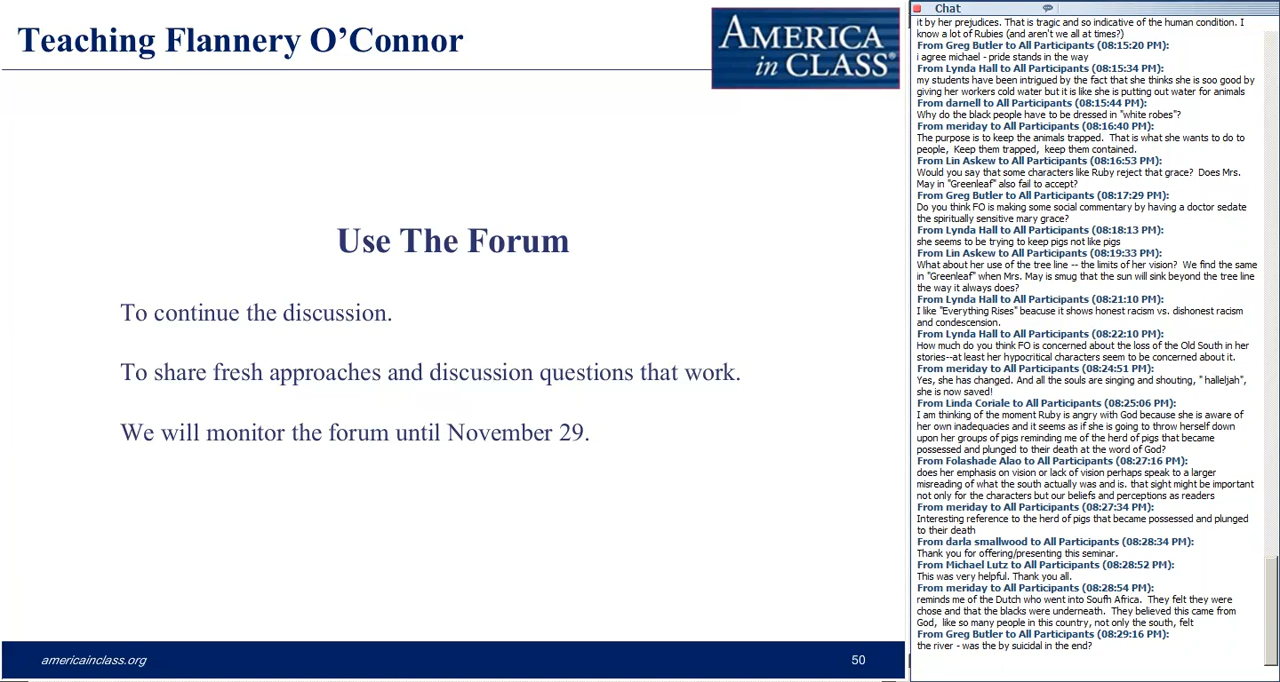 Teaching Flannery O'Connor
AMERICA
in CLASS®
Use The Forum
To continue the discussion.
To share fresh approaches and discussion questions that work.
We will monitor the forum until November 29.
americainclass.org
50
Chat
it by her prejudices. That is tragic and so indicative of the human condition. I
know a lot of Rubies (and aren't we all at times?)
From Greg Butler to All Participants (08:15:20 PM):
i agree michael - pride stands in the way
From Lynda Hall to All Participants (08:15:34 PM):
my students have been intrigued by the fact that she thinks she is soo good by
giving her workers cold water but it is like she is putting out water for animals
From darnell to All Participants (08:15:44 PM):
Why do the black people have to be dressed in "white robes"?
From meriday to All Participants (08:16:40 PM):
The purpose is to keep the animals trapped.  That is what she wants to do to
people,  Keep them trapped,  keep them contained.
From Lin Askew to All Participants (08:16:53 PM):
Would you say that some characters like Ruby reject that grace?  Does Mrs.
May in "Greenleaf" also fail to accept?
From Greg Butler to All Participants (08:17:29 PM):
Do you think FO is making some social commentary by having a doctor sedate
the spiritually sensitive mary grace?
From Lynda Hall to All Participants (08:18:13 PM):
she seems to be trying to keep pigs not like pigs
From Lin Askew to All Participants (08:19:33 PM):
What about her use of the tree line -- the limits of her vision?  We find the same
in "Greenleaf" when Mrs. May is smug that the sun will sink beyond the tree line
the way it always does?
From Lynda Hall to All Participants (08:21:10 PM):
I like "Everything Rises" beacuse it shows honest racism vs. dishonest racism
and condescension.
From Lynda Hall to All Participants (08:22:10 PM):
How much do you think FO is concerned about the loss of the Old South in her
stories--at least her hypocritical characters seem to be concerned about it.
From meriday to All Participants (08:24:51 PM):
Yes, she has changed. And all the souls are singing and shouting, " halleljah",
she is now saved!
From Linda Coriale to All Participants (08:25:06 PM):
I am thinking of the moment Ruby is angry with God because she is aware of
her own inadequacies and it seems as if she is going to throw herself down
upon her groups of pigs reminding me of the herd of pigs that became
possessed and plunged to their death at the word of God?
From Folashade Alao to All Participants (08:27:16 PM):
does her emphasis on vision or lack of vision perhaps speak to a larger
misreading of what the south actually was and is. that sight might be important
not only for the characters but our beliefs and perceptions as readers
From meriday to All Participants (08:27:34 PM):
Interesting reference to the herd of pigs that became possessed and plunged
to their death
From darla smallwood to All Participants (08:28:34 PM):
Thank you for offering/presenting this seminar.
From Michael Lutz to All Participants (08:28:52 PM):
This was very helpful. Thank you all.
From meriday to All Participants (08:28:54 PM):
reminds me of the Dutch who went into Soufh Africa.  They felt they were
chose and that the blacks were underneath.  They believed this came from
God,  like so many people in this country, not only the south, felt
From Greg Butler to All Participants (08:29:16 PM):
the river - was the by suicidal in the end?